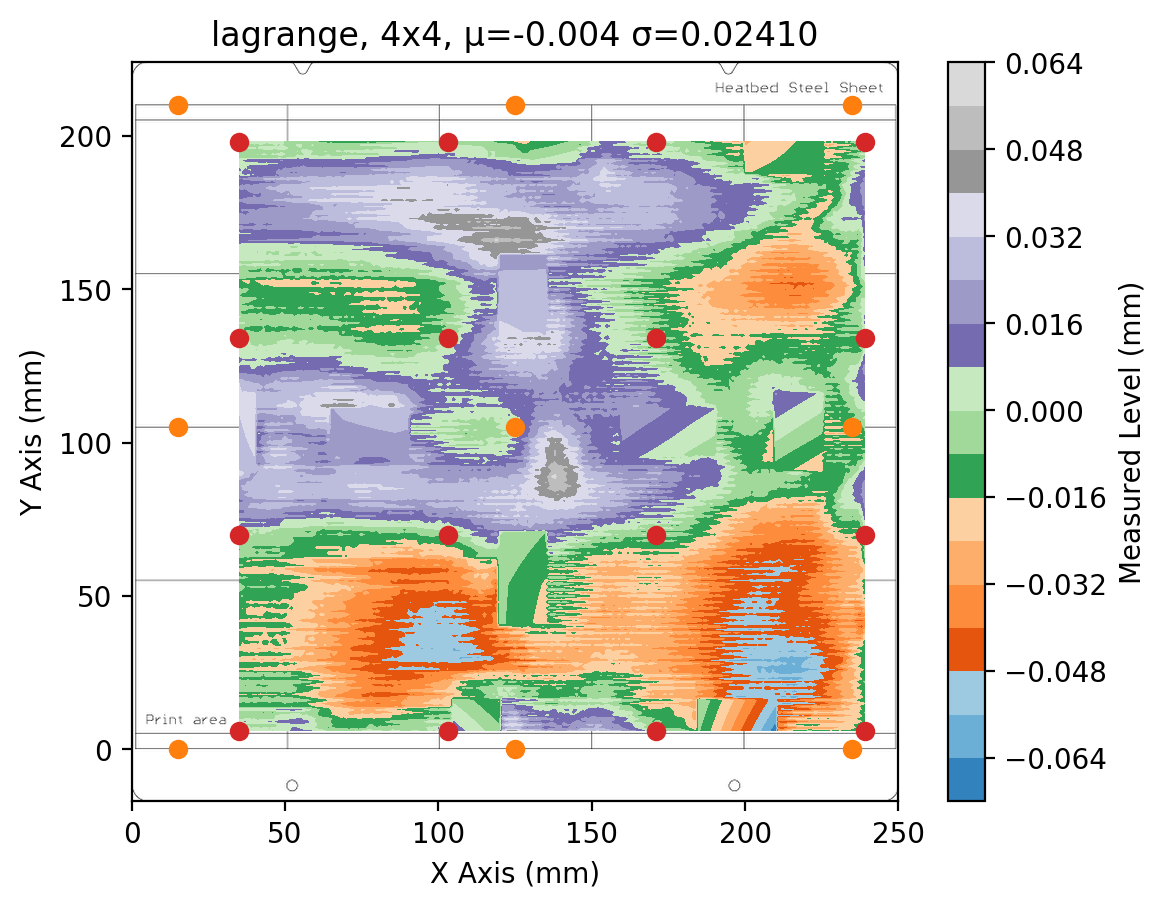 lagrange, 4x4, μ=-0.004 σ=0.02410
Heatbed Steel Sheet
Print area
Y Axis (mm)
200
150
100
50
0
0 50 100 150 200 250
X Axis (mm)
0.064
0.048
0.032
0.016
0.000
−0.016
−0.032
−0.048
−0.064
Measured Level (mm)